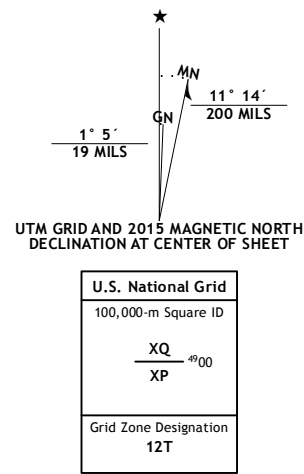 ★
MN
11° 14´
200 MILS
GN
1° 5´
19 MILS
UTM GRID AND 2015 MAGNETIC NORTH
DECLINATION AT CENTER OF SHEET
U.S. National Grid
100,000-m Square ID
XQ
4900
XP
Grid Zone Designation
12T